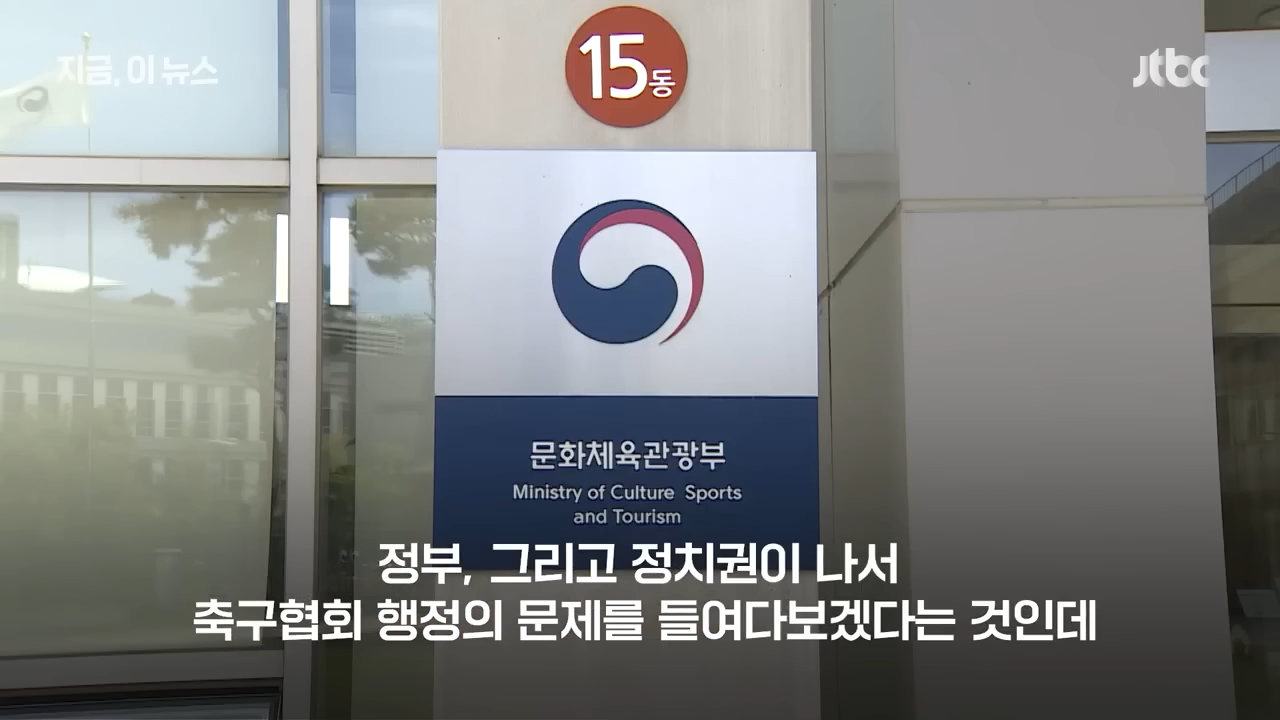 지금, 이 뉴스
jtbc
15동
문화체육관광부
Ministry of Culture Sports
and Tourism
정부, 그리고 정치권이 나서
축구협회 행정의 문제를 들여다보겠다는 것인데